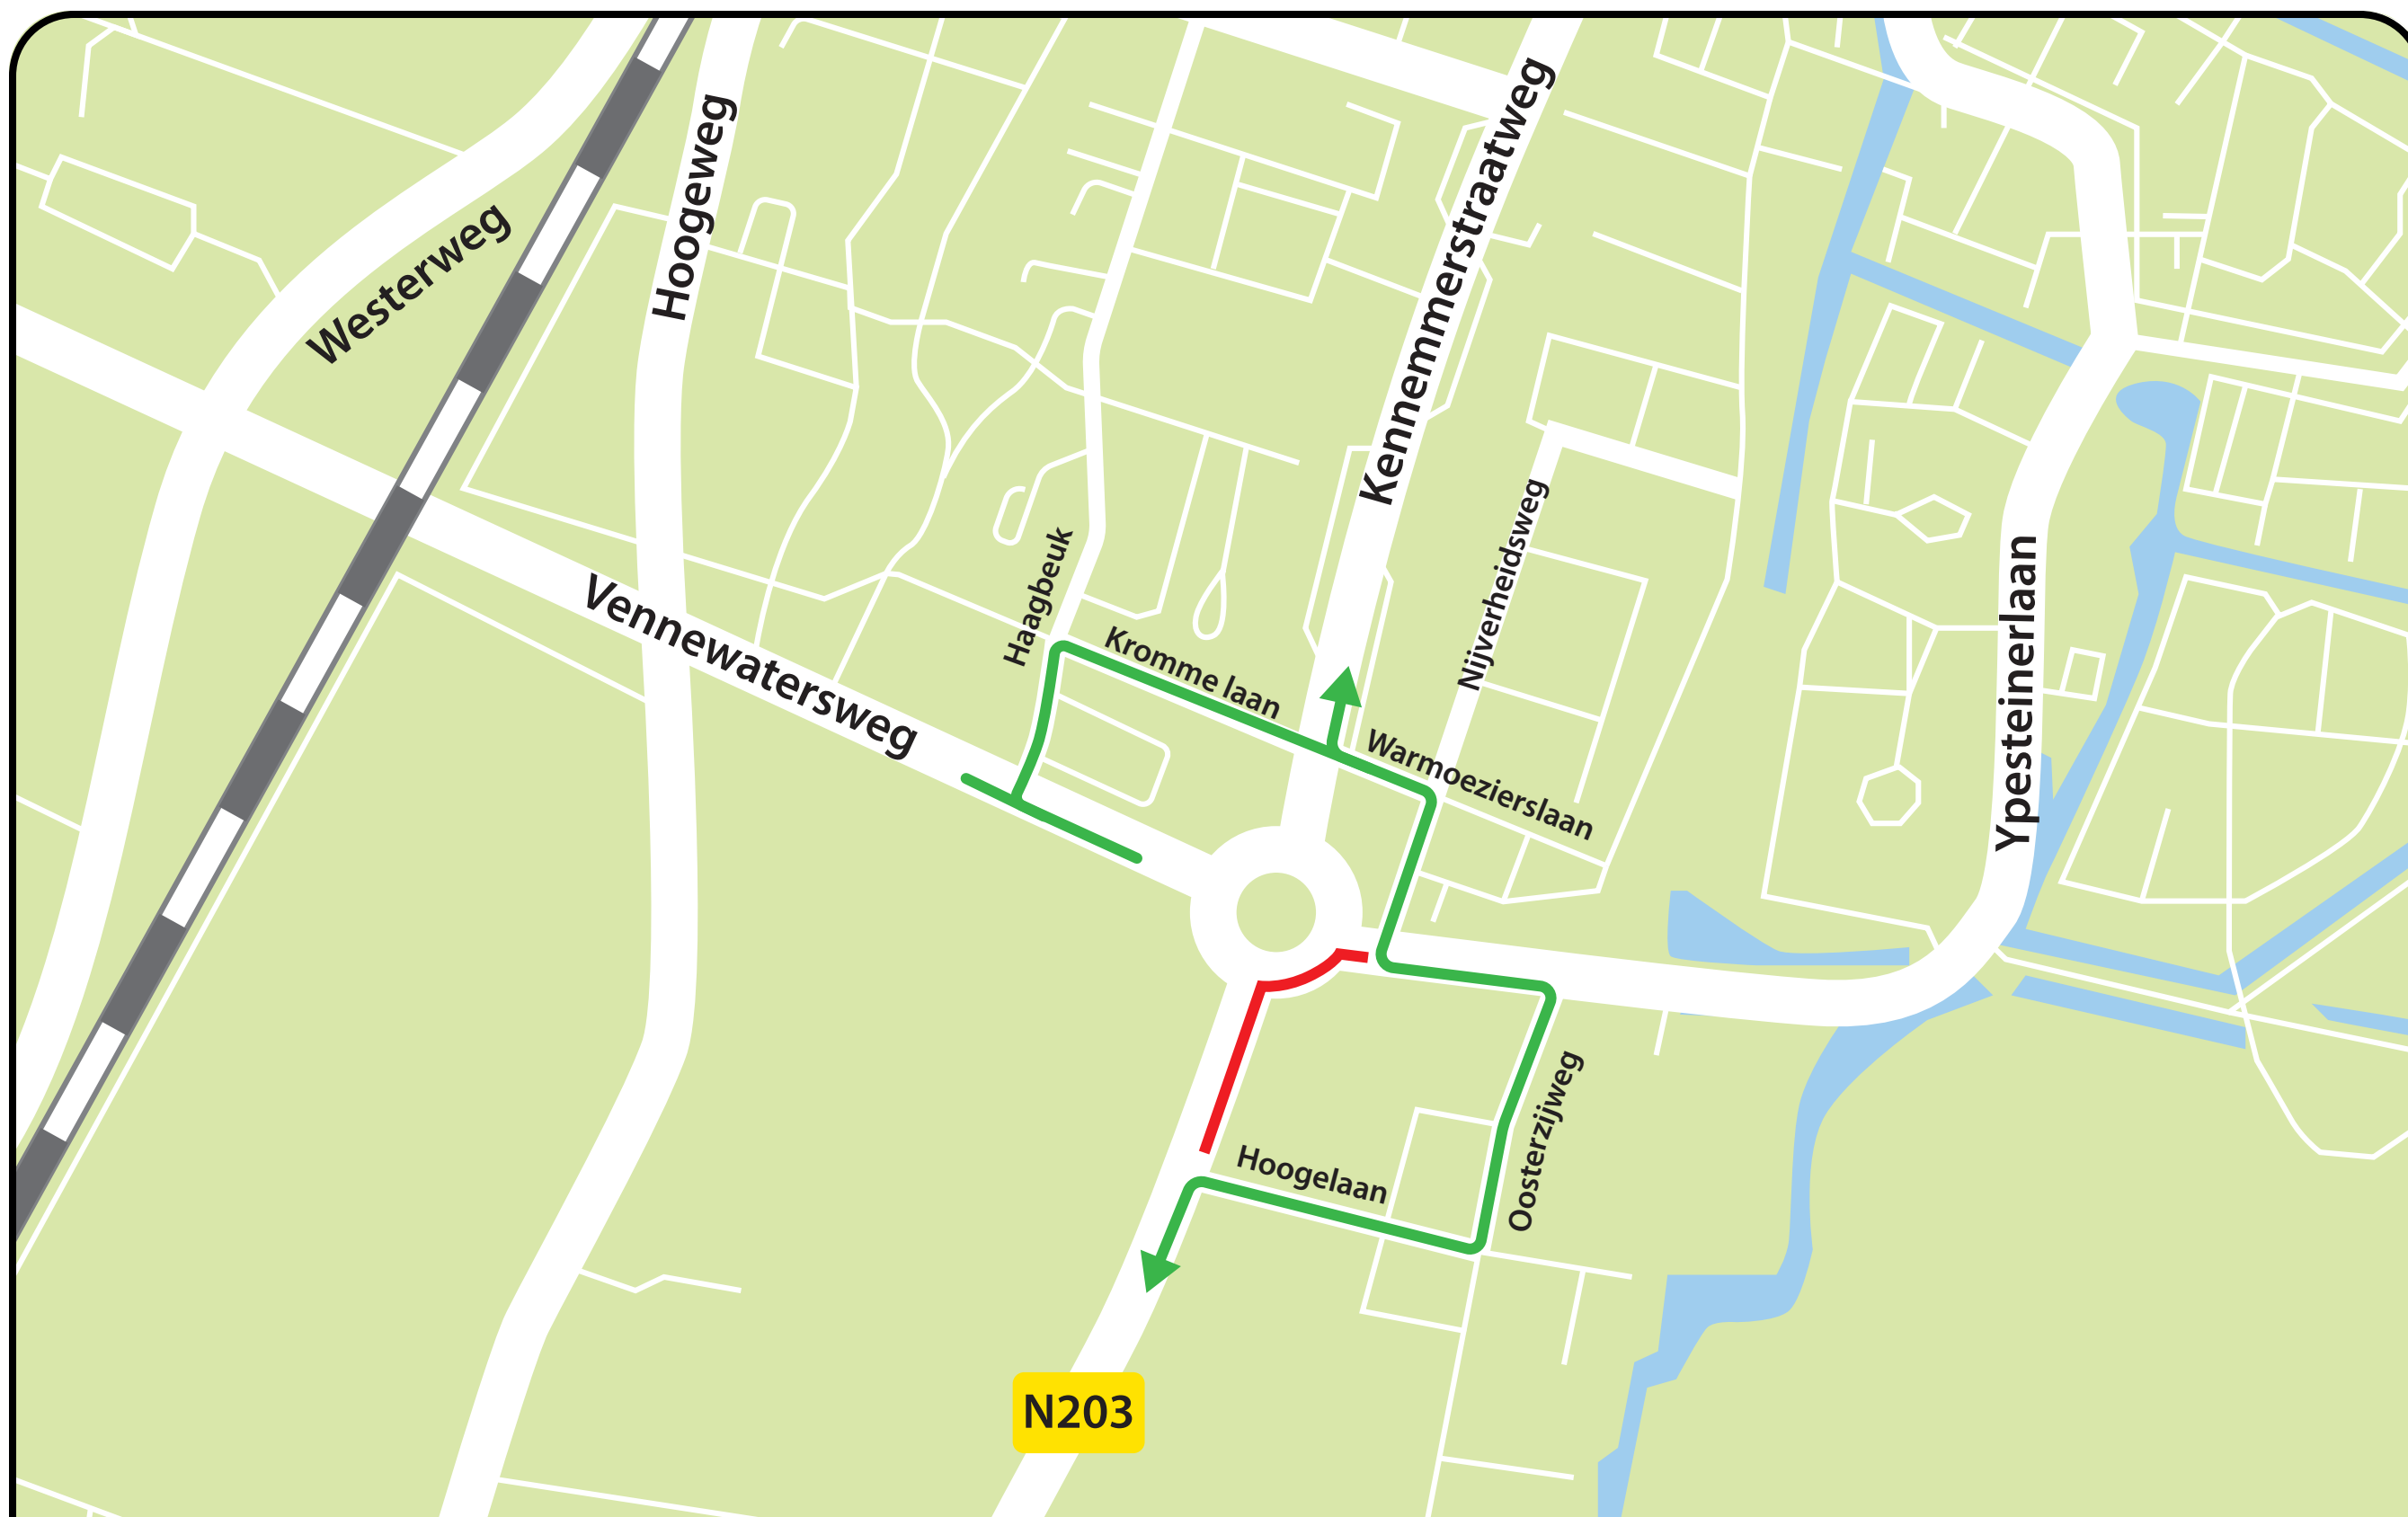 Westerweg
Hoogeweg
Kennemmerstraatweg
Nijverheidsweg
Haagbeuk
Vennewatersweg
Kromme laan
Warmoezierslaan
Ypesteinerlaan
Hoogelaan
Oosterzijweg
N203